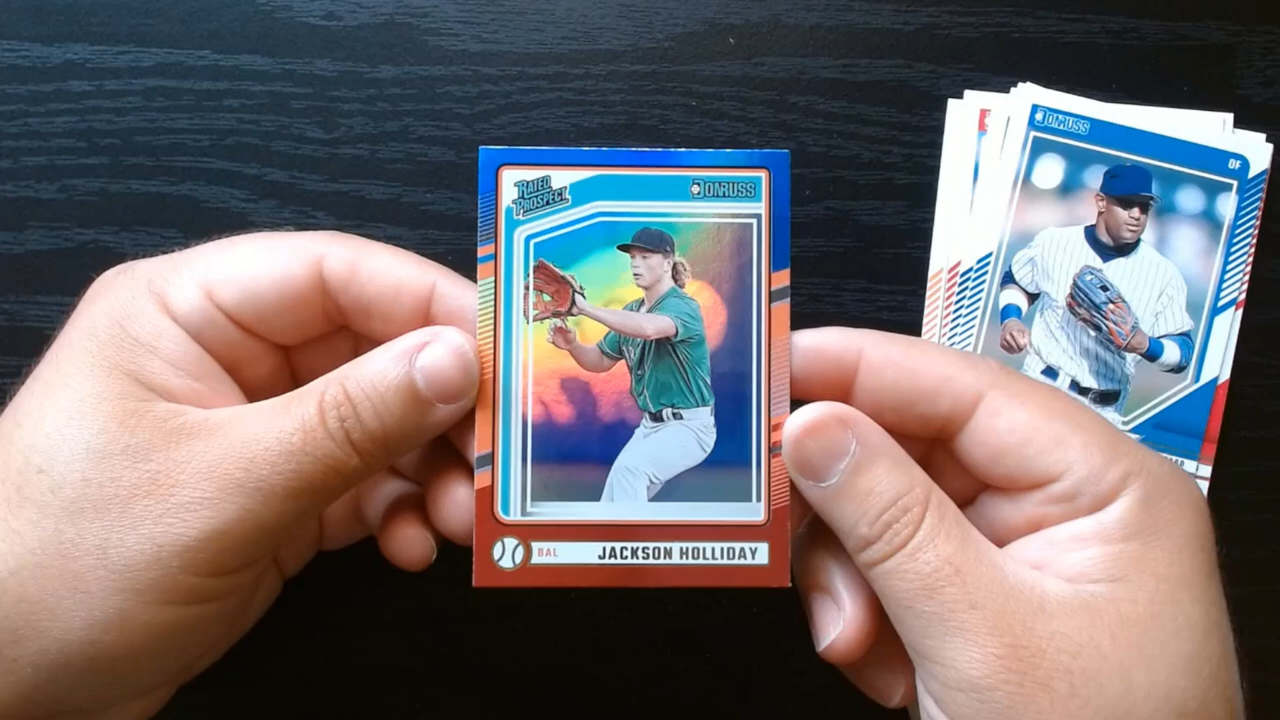 RATED
PROSPECT
DONRUSS
BAL JACKSON HOLLIDAY
DONRUSS
OF